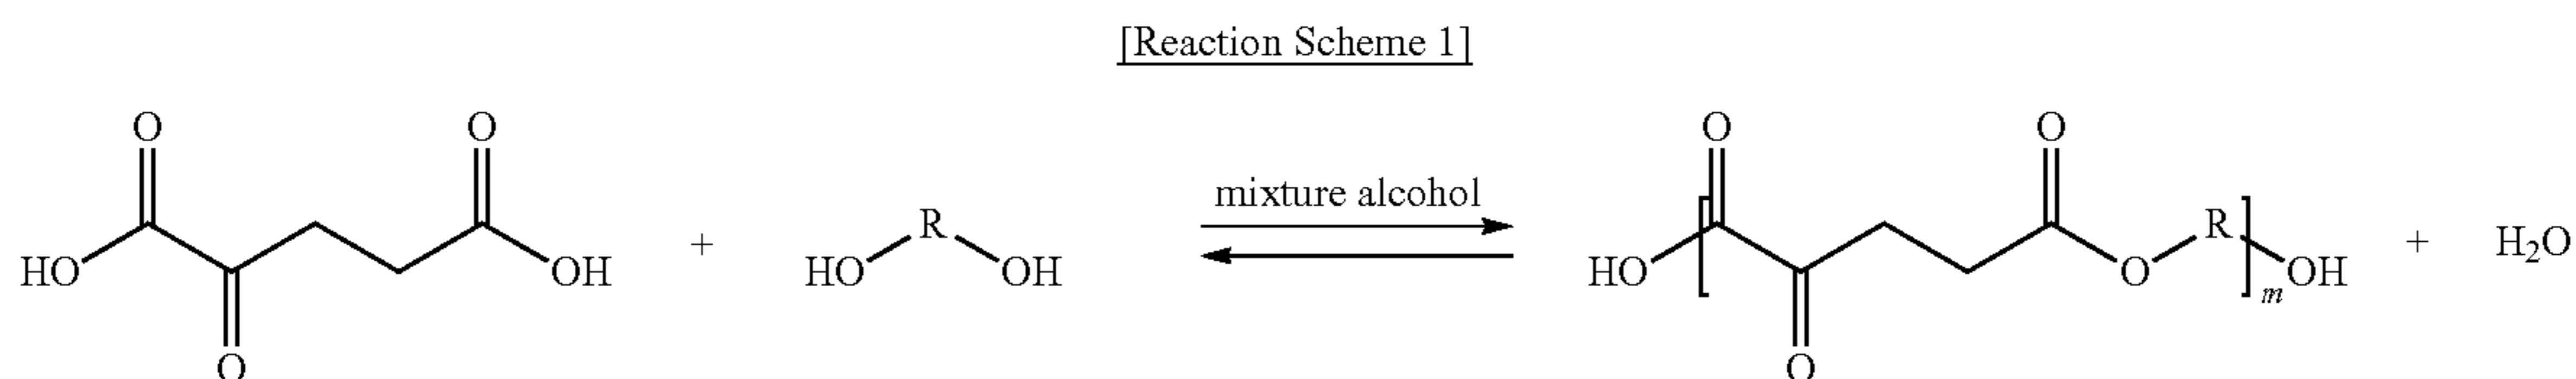 [Reaction Scheme 1]
O O O O
mixture alcohol
HO OH + HO R OH HO [ O R ]m OH + H2O
O O